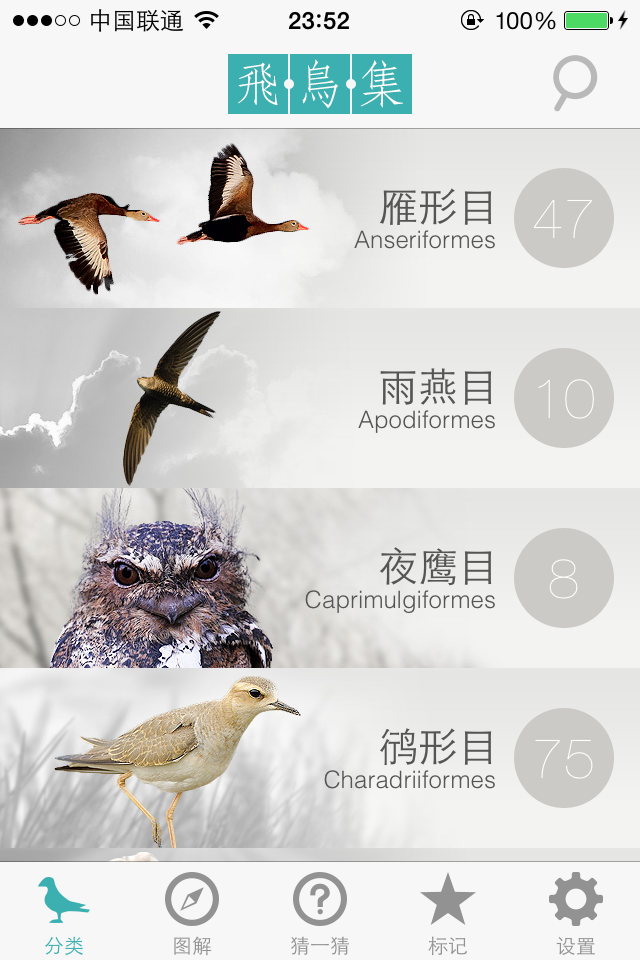 中国联通 23:52 100%
飛鳥集
雁形目
Anseriformes
47
雨燕目
Apodiformes
10
夜鹰目
Caprimulgiformes
8
鸻形目
Charadriiformes
75
分类 图解 猜一猜 标记 设置